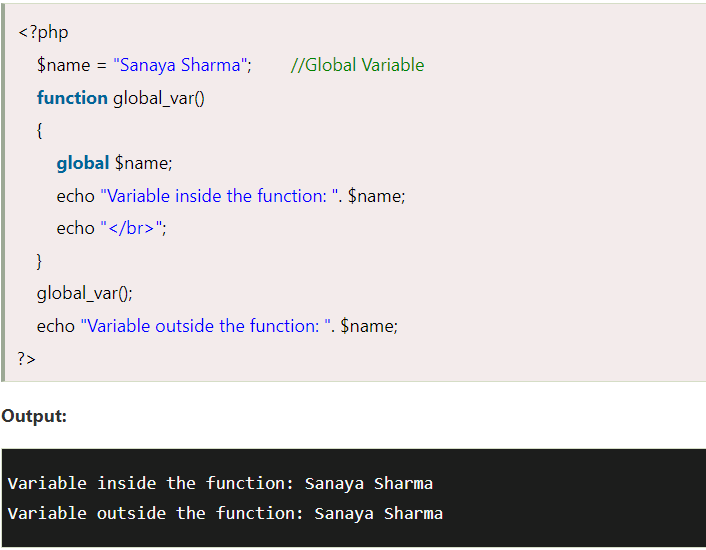 <?php
$name = "Sanaya Sharma"; //Global Variable
function global_var()
{
global $name;
echo "Variable inside the function: ". $name;
echo "</br>";
}
global_var();
echo "Variable outside the function: ". $name;
?>
Output:
Variable inside the function: Sanaya Sharma
Variable outside the function: Sanaya Sharma